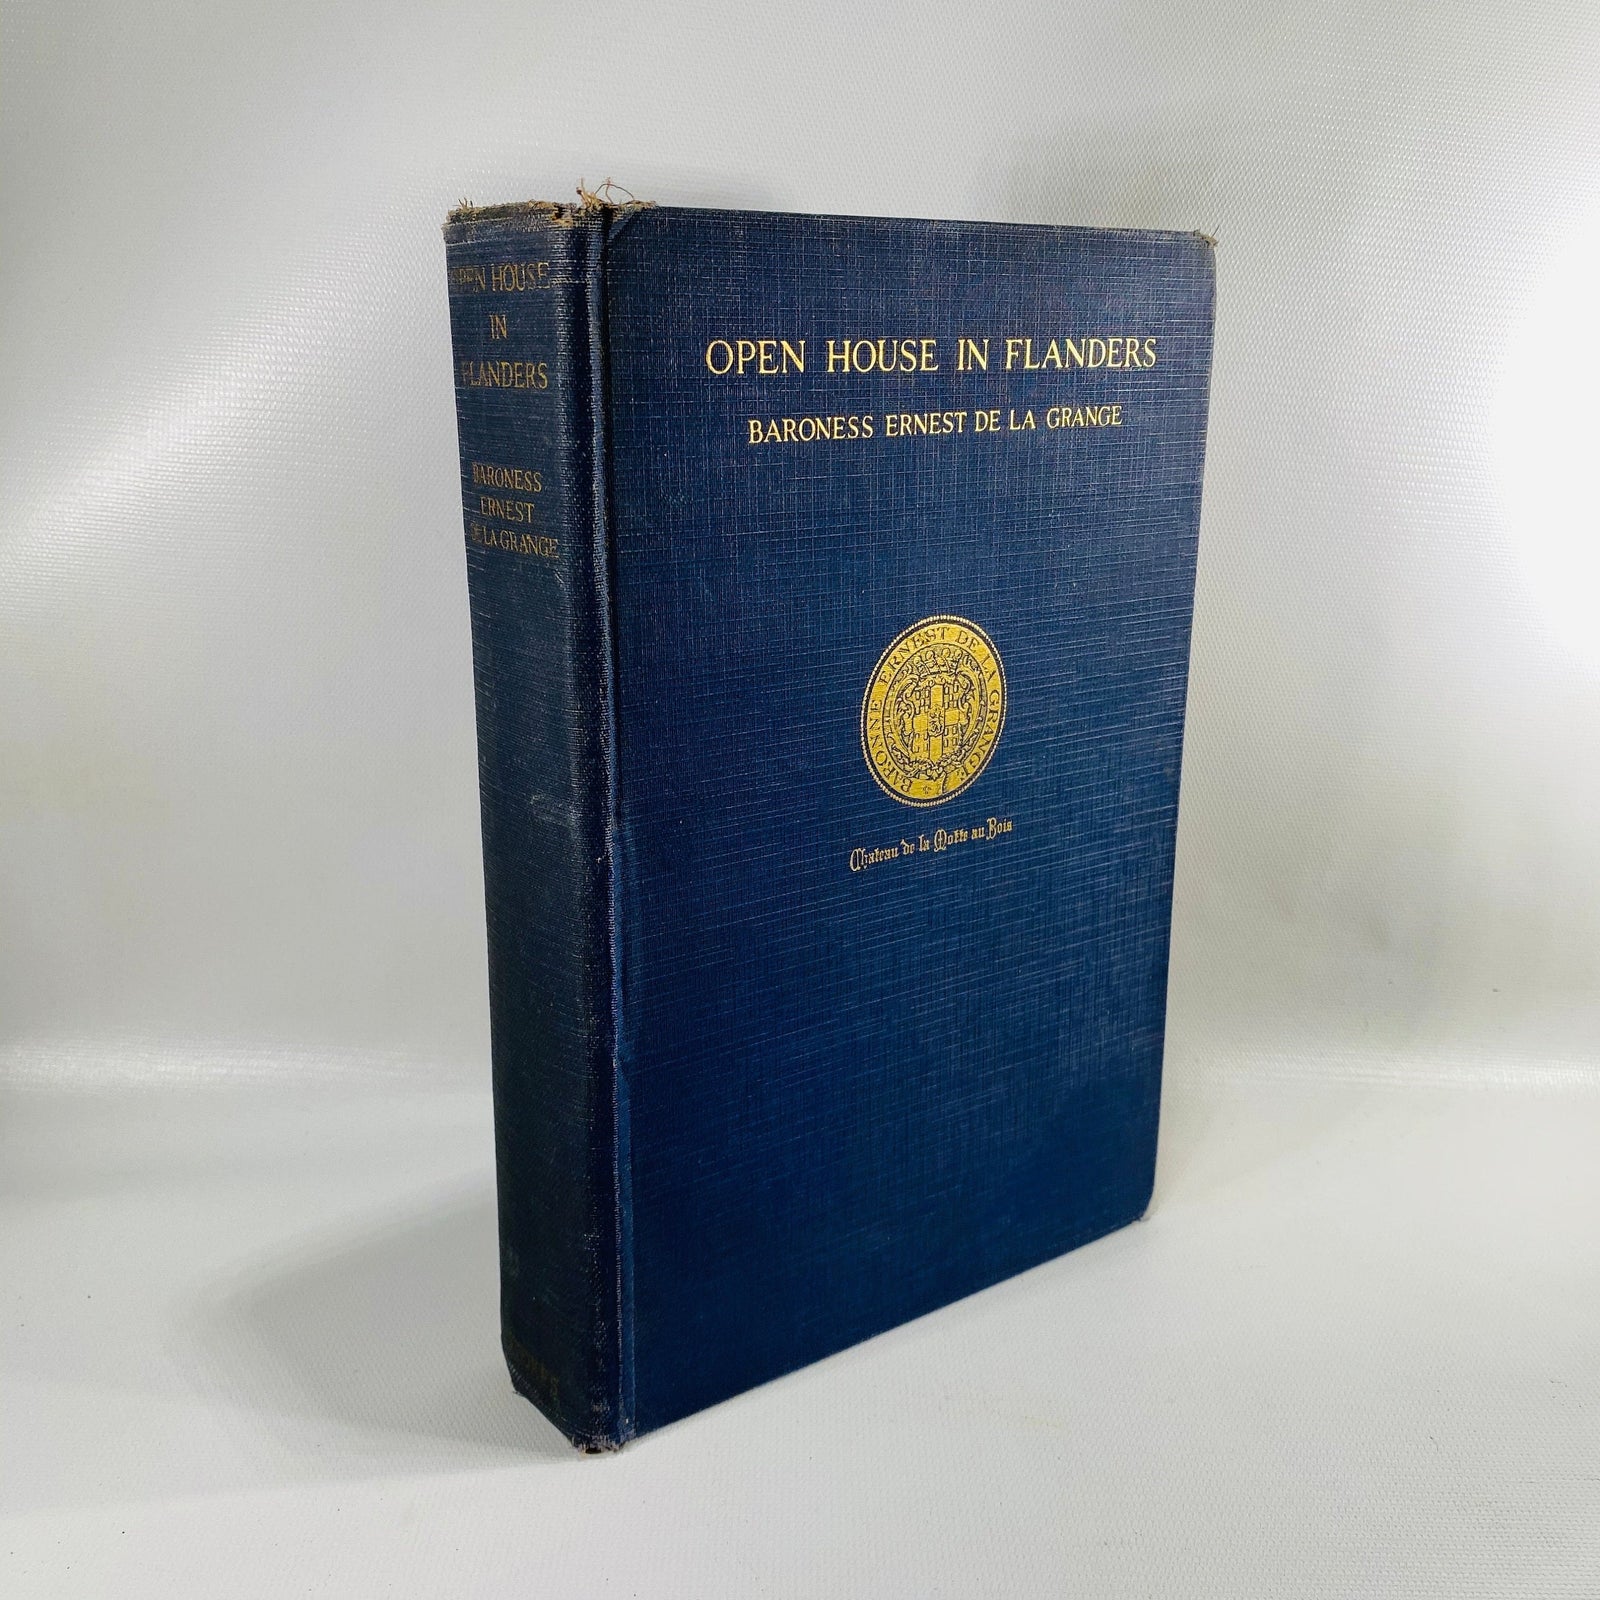 OPEN HOUSE
IN
FLANDERS
BARONESS
ERNEST
DE LA GRANGE
OPEN HOUSE IN FLANDERS
BARONESS ERNEST DE LA GRANGE
BARONNE ERNEST DE LA GRANGE
Chateau de la Motte au Bois